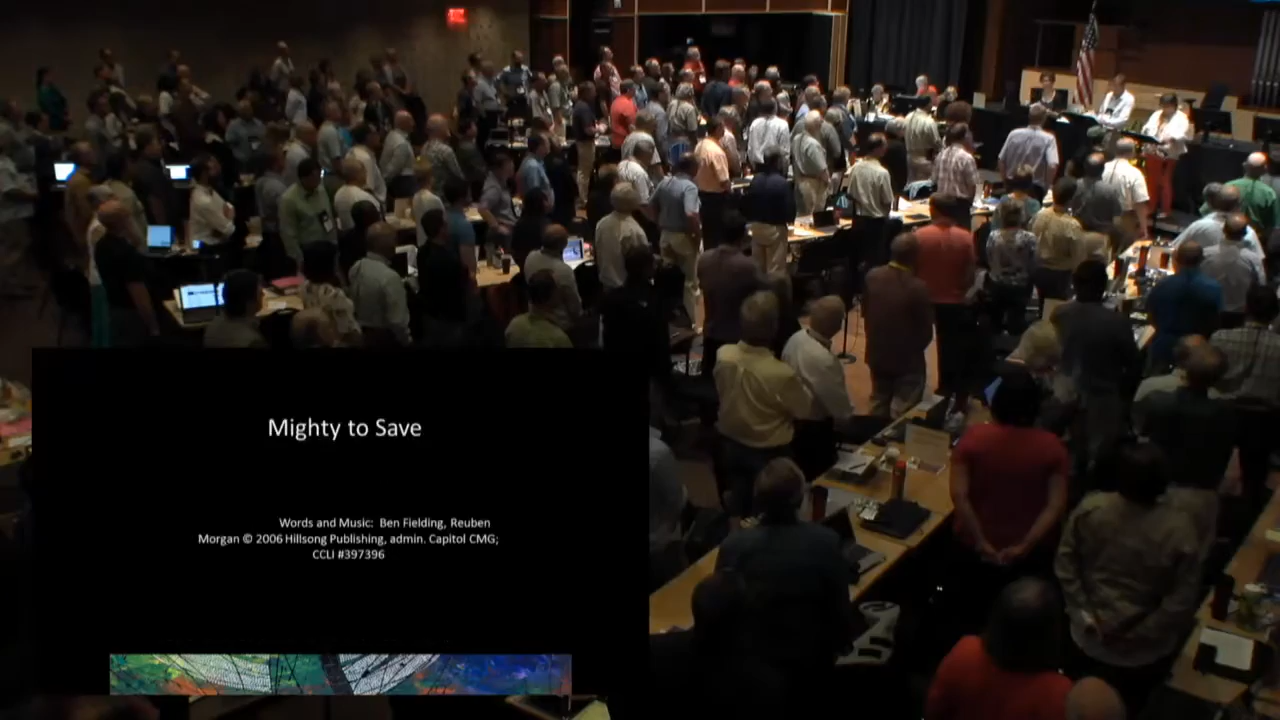 Mighty to Save
Words and Music: Ben Fielding, Reuben
Morgan © 2006 Hillsong Publishing, admin. Capitol CMG;
CCLI #397396